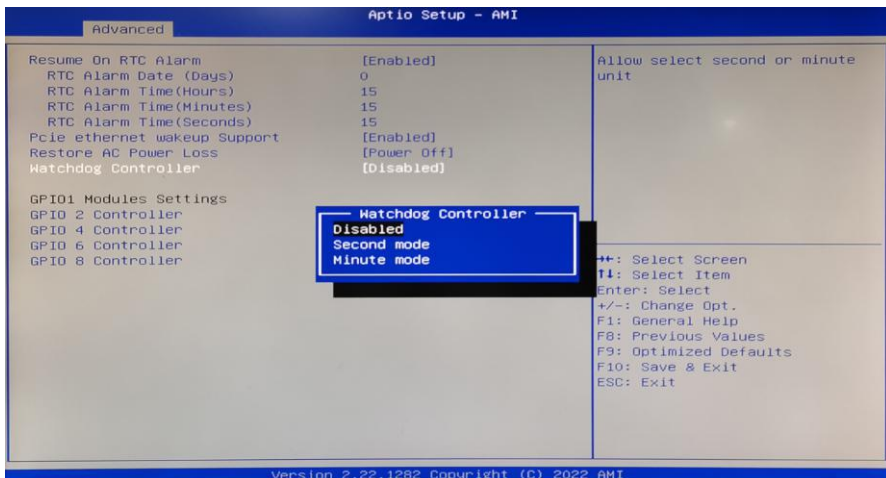 Aptio Setup - AMI
Advanced
Resume On RTC Alarm [Enabled]
RTC Alarm Date (Days) 0
RTC Alarm Time(Hours) 15
RTC Alarm Time(Minutes) 15
RTC Alarm Time(Seconds) 15
Pcie ethernet wakeup Support [Enabled]
Restore AC Power Loss [Power Off]
Watchdog Controller [Disabled]
GPIO1 Modules Settings
GPIO 2 Controller
GPIO 4 Controller
GPIO 6 Controller
GPIO 8 Controller
Watchdog Controller
Disabled
Second mode
Minute mode
Allow select second or minute
unit
→←: Select Screen
↑↓: Select Item
Enter: Select
+/-: Change Opt.
F1: General Help
F8: Previous Values
F9: Optimized Defaults
F10: Save & Exit
ESC: Exit
Version 2.22.1282 Copyright (C) 2022 AMI